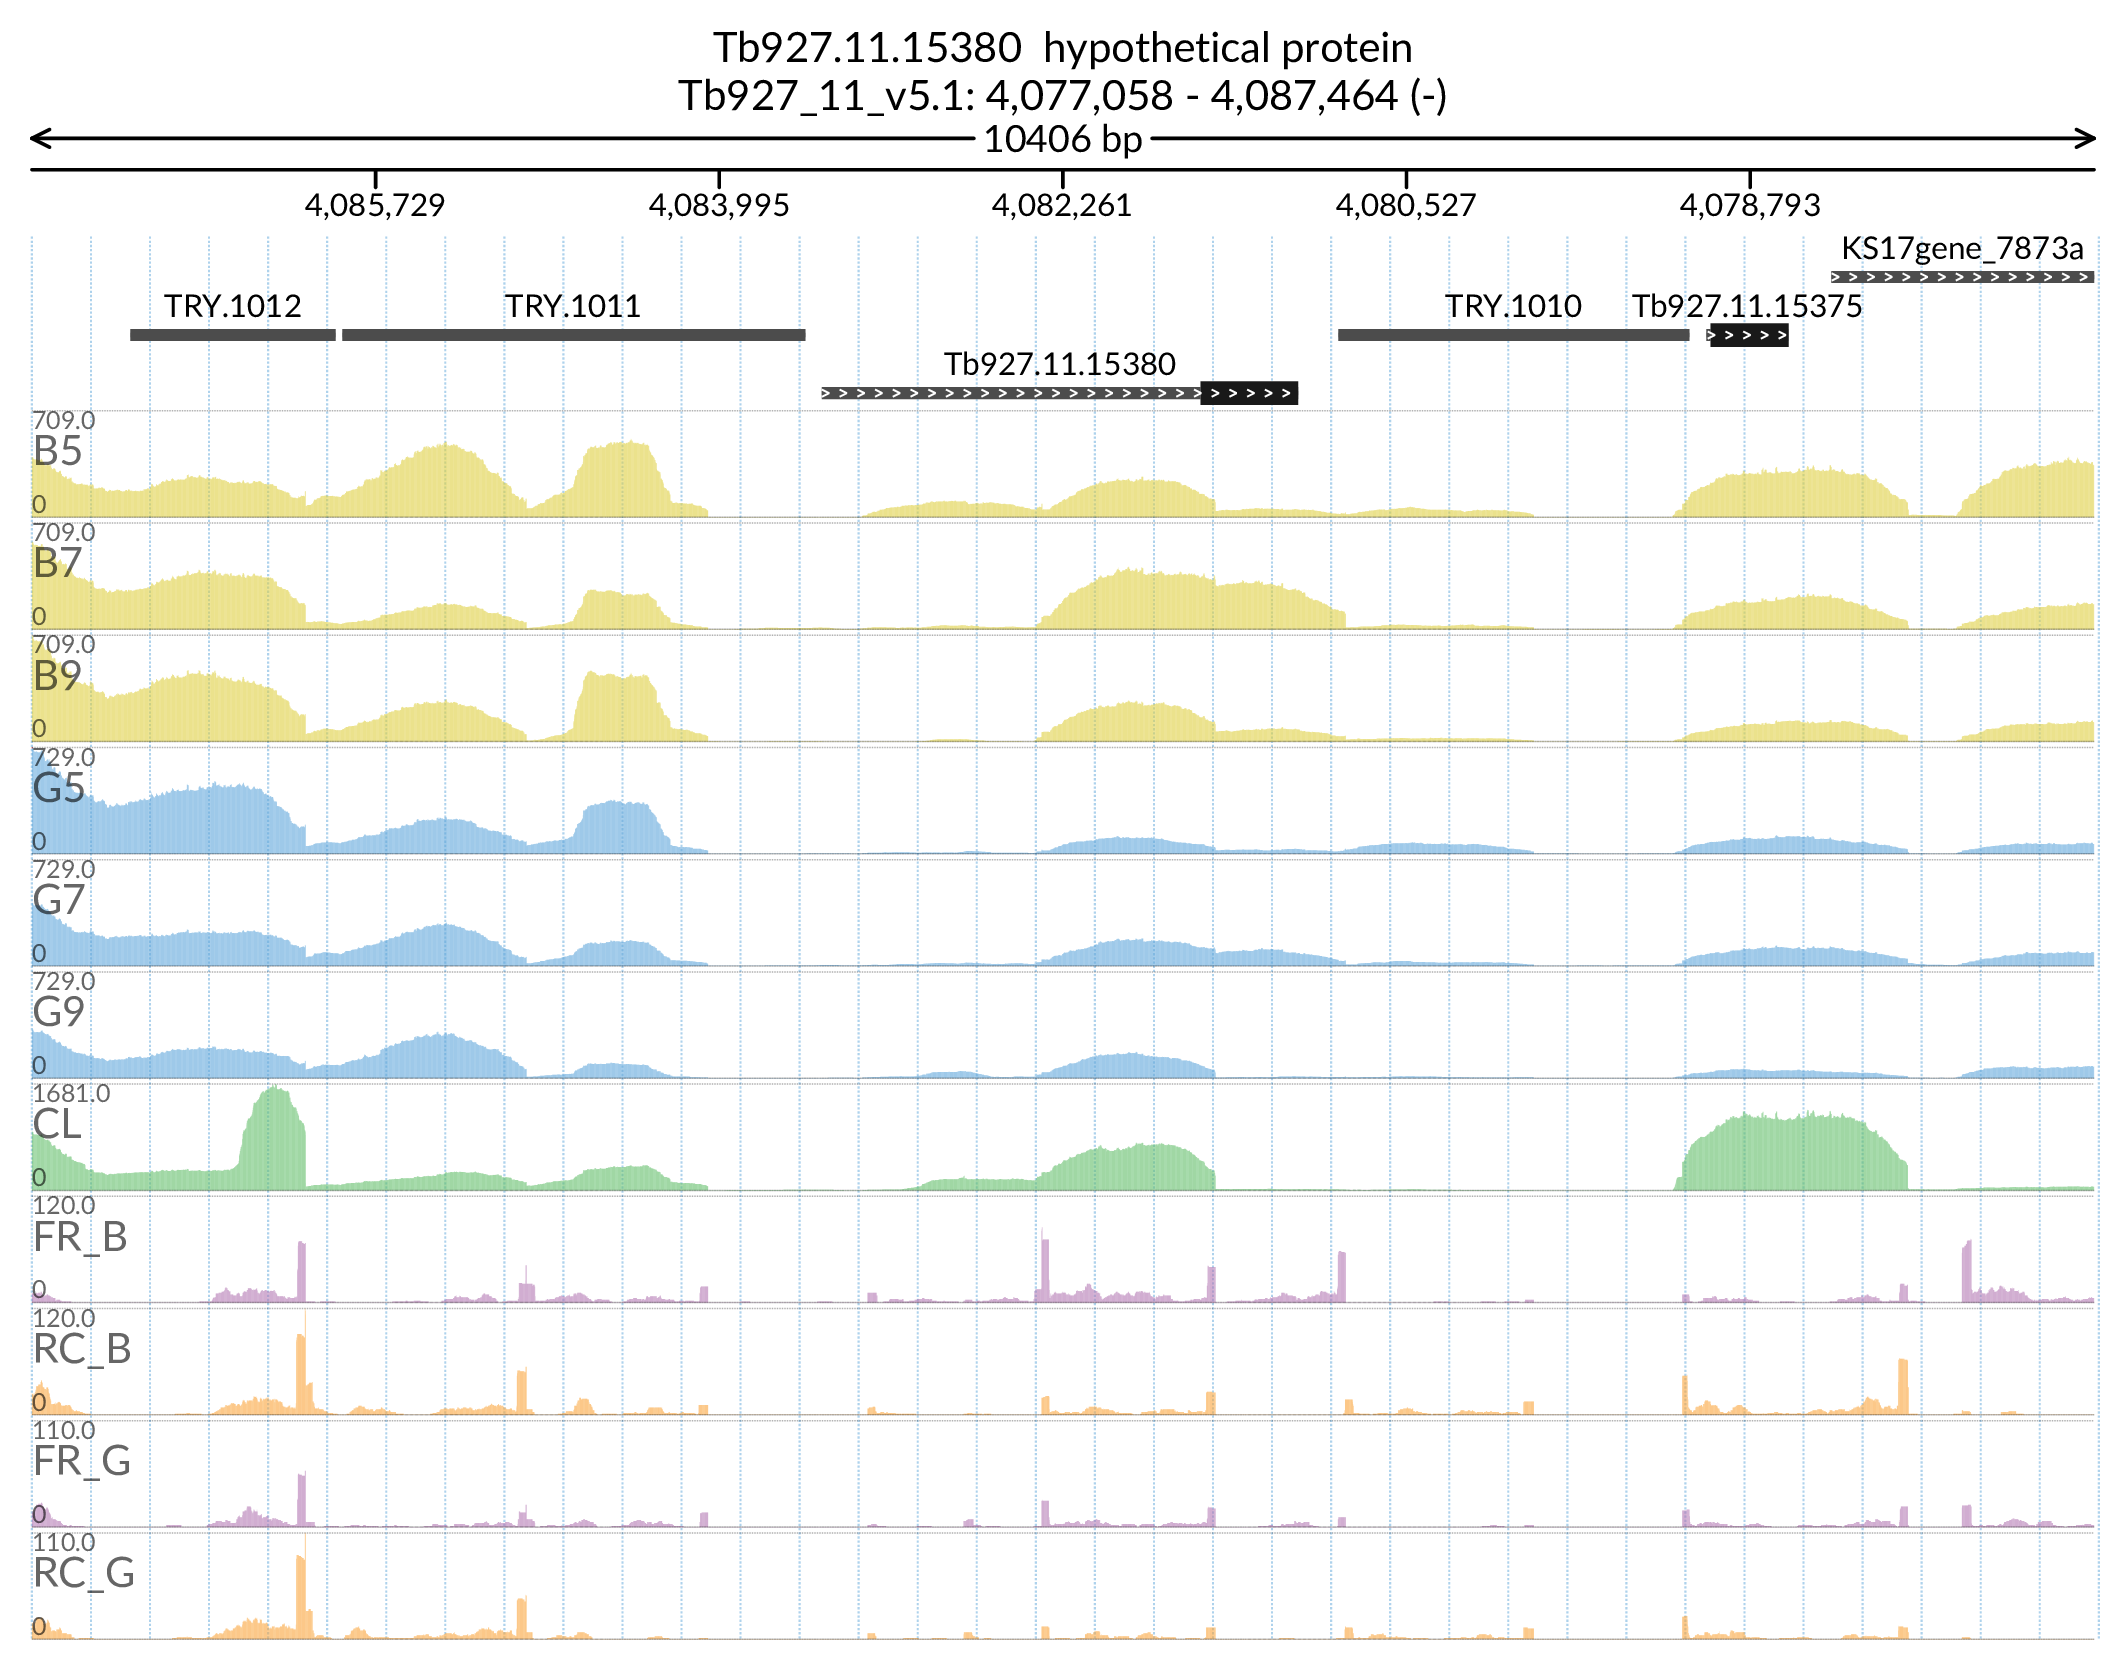 Tb927.11.15380  hypothetical protein
Tb927_11_v5.1: 4,077,058 - 4,087,464 (-)
10406 bp
4,085,729 4,083,995 4,082,261 4,080,527 4,078,793
KS17gene_7873a
TRY.1012 TRY.1011 TRY.1010 Tb927.11.15375
Tb927.11.15380
709.0
B5
0
709.0
B7
0
709.0
B9
0
729.0
G5
0
729.0
G7
0
729.0
G9
0
1681.0
CL
0
120.0
FR_B
0
120.0
RC_B
0
110.0
FR_G
0
110.0
RC_G
0